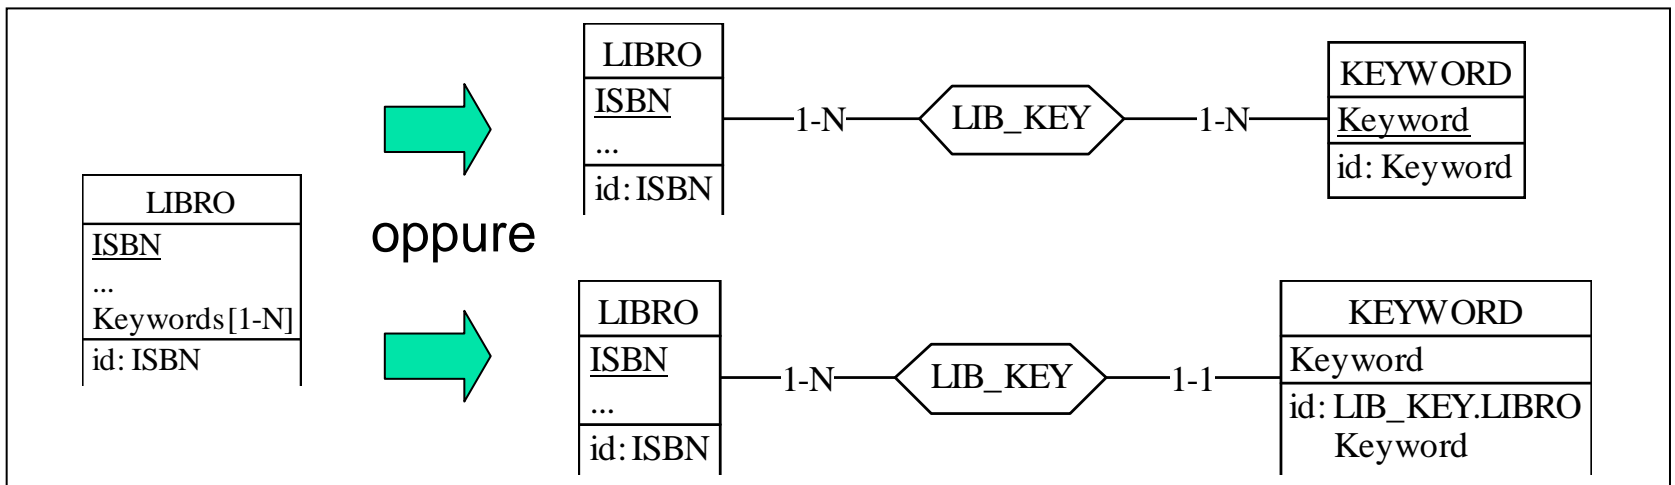 LIBRO
ISBN
...
Keywords[1-N]
id: ISBN
oppure
LIBRO
ISBN
...
id: ISBN
1-N
LIB_KEY
1-N
KEYWORD
Keyword
id: Keyword
LIBRO
ISBN
...
id: ISBN
1-N
LIB_KEY
1-1
KEYWORD
Keyword
id: LIB_KEY.LIBRO
Keyword